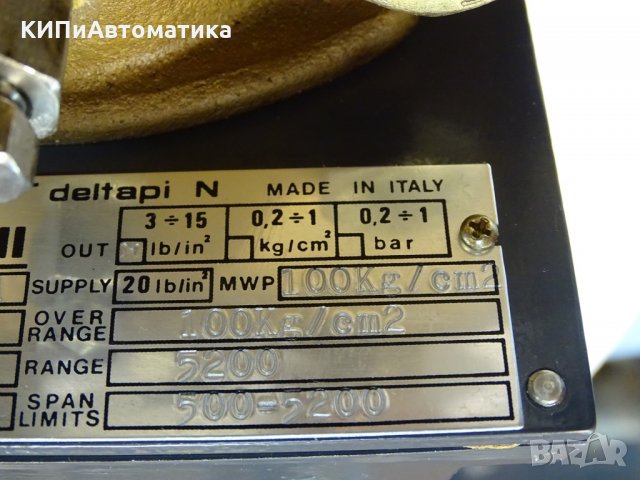 КИПиАвтоматика
deltapi N MADE IN ITALY
3÷15 0,2÷1 0,2÷1
OUT lb/in² kg/cm² bar
SUPPLY 20 lb/in² MWP 100Kg/cm2
OVER RANGE 100Kg/cm2
RANGE 5200
SPAN LIMITS 500-5200
BAZAR